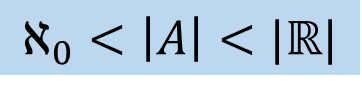 ℵ₀ < |A| < |ℝ|